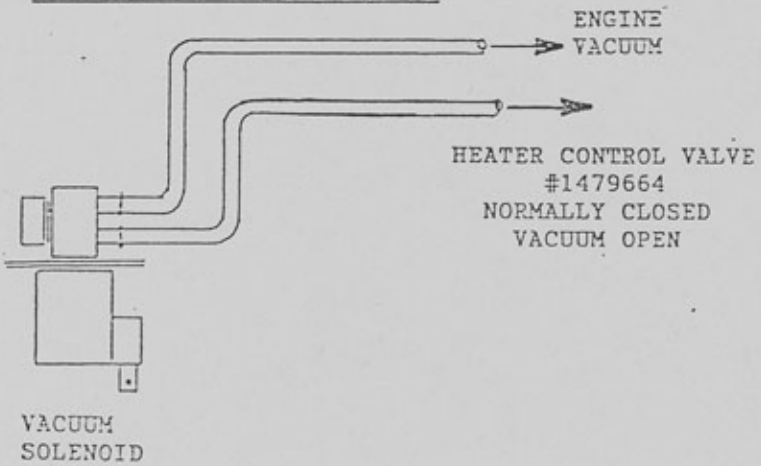 ENGINE
VACUUM
HEATER CONTROL VALVE
#1479664
NORMALLY CLOSED
VACUUM OPEN
VACUUM
SOLENOID